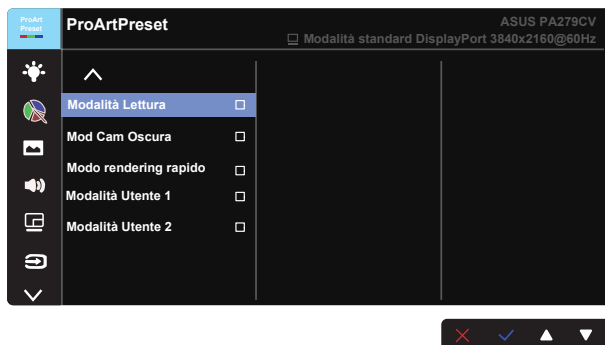 ProArt
Preset
ProArtPreset
ASUS PA279CV
Modalità standard DisplayPort 3840x2160@60Hz
Modalità Lettura
Mod Cam Oscura
Modo rendering rapido
Modalità Utente 1
Modalità Utente 2